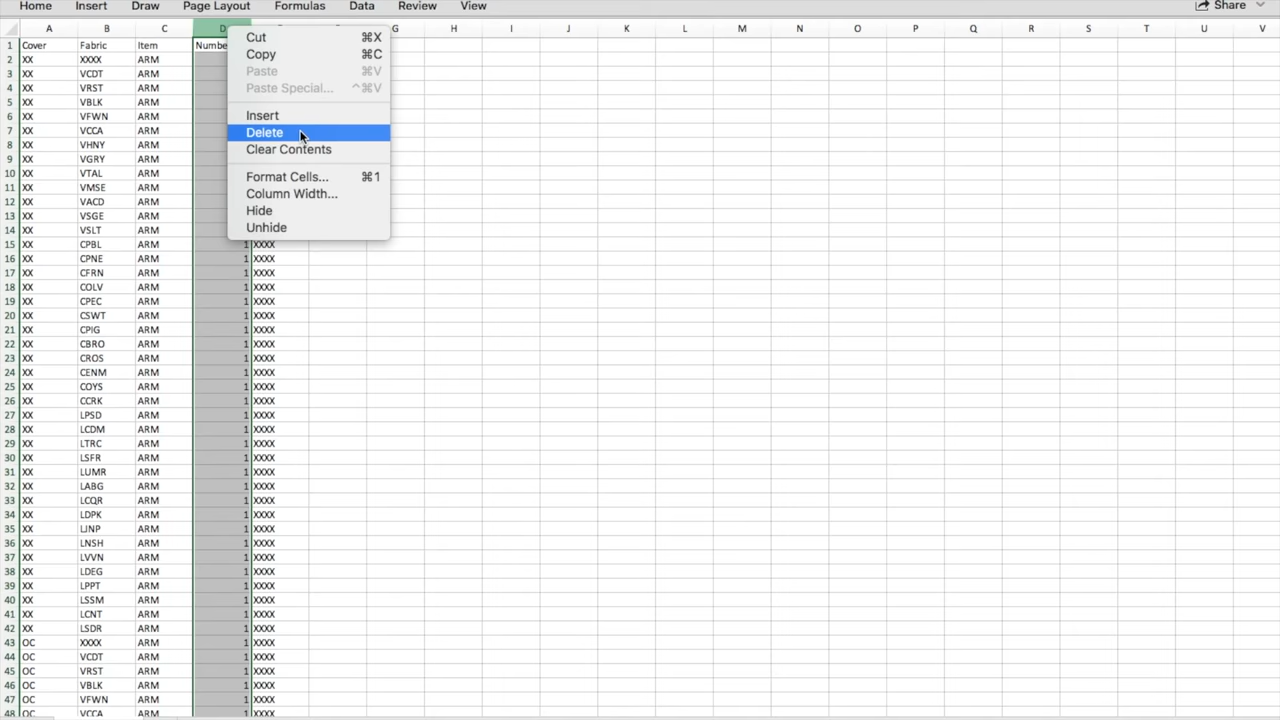 Home Insert Draw Page Layout Formulas Data Review View Share
A B C D G H I J K L M N O P Q R S T U V
1 Cover Fabric Item Numbe
2 XX XXXX ARM
3 XX VCDT ARM
4 XX VRST ARM
5 XX VBLK ARM
6 XX VFWN ARM
7 XX VCCA ARM
8 XX VHNY ARM
9 XX VGRY ARM
10 XX VTAL ARM
11 XX VMSE ARM
12 XX VACD ARM
13 XX VSGE ARM
14 XX VSLT ARM
15 XX CPBL ARM 1 XXXX
16 XX CPNE ARM 1 XXXX
17 XX CFRN ARM 1 XXXX
18 XX COLV ARM 1 XXXX
19 XX CPEC ARM 1 XXXX
20 XX CSWT ARM 1 XXXX
21 XX CPIG ARM 1 XXXX
22 XX CBRO ARM 1 XXXX
23 XX CROS ARM 1 XXXX
24 XX CENM ARM 1 XXXX
25 XX COYS ARM 1 XXXX
26 XX CCRK ARM 1 XXXX
27 XX LPSD ARM 1 XXXX
28 XX LCDM ARM 1 XXXX
29 XX LTRC ARM 1 XXXX
30 XX LSFR ARM 1 XXXX
31 XX LUMR ARM 1 XXXX
32 XX LABG ARM 1 XXXX
33 XX LCQR ARM 1 XXXX
34 XX LDPK ARM 1 XXXX
35 XX LJNP ARM 1 XXXX
36 XX LNSH ARM 1 XXXX
37 XX LVVN ARM 1 XXXX
38 XX LDEG ARM 1 XXXX
39 XX LPPT ARM 1 XXXX
40 XX LSSM ARM 1 XXXX
41 XX LCNT ARM 1 XXXX
42 XX LSDR ARM 1 XXXX
43 OC XXXX ARM 1 XXXX
44 OC VCDT ARM 1 XXXX
45 OC VRST ARM 1 XXXX
46 OC VBLK ARM 1 XXXX
47 OC VFWN ARM 1 XXXX
48 OC VCCA ARM 1 XXXX
Cut ⌘X
Copy ⌘C
Paste ⌘V
Paste Special... ^⌘V
Insert
Delete
Clear Contents
Format Cells... ⌘1
Column Width...
Hide
Unhide